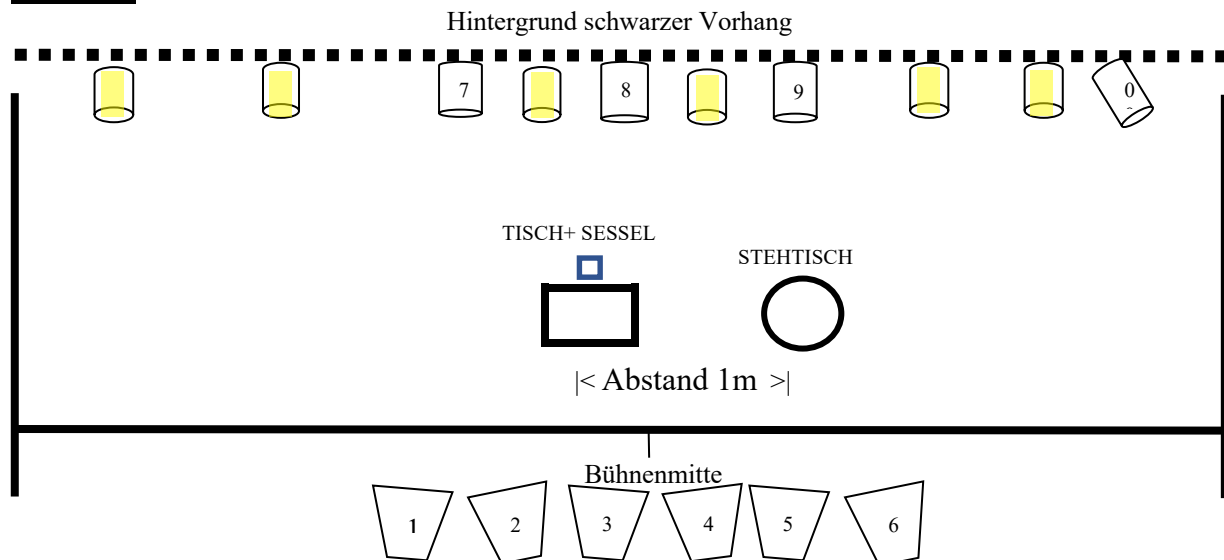 Hintergrund schwarzer Vorhang
7 8 9 0
TISCH+ SESSEL
STEHTISCH
|< Abstand 1m >|
Bühnenmitte
1 2 3 4 5 6